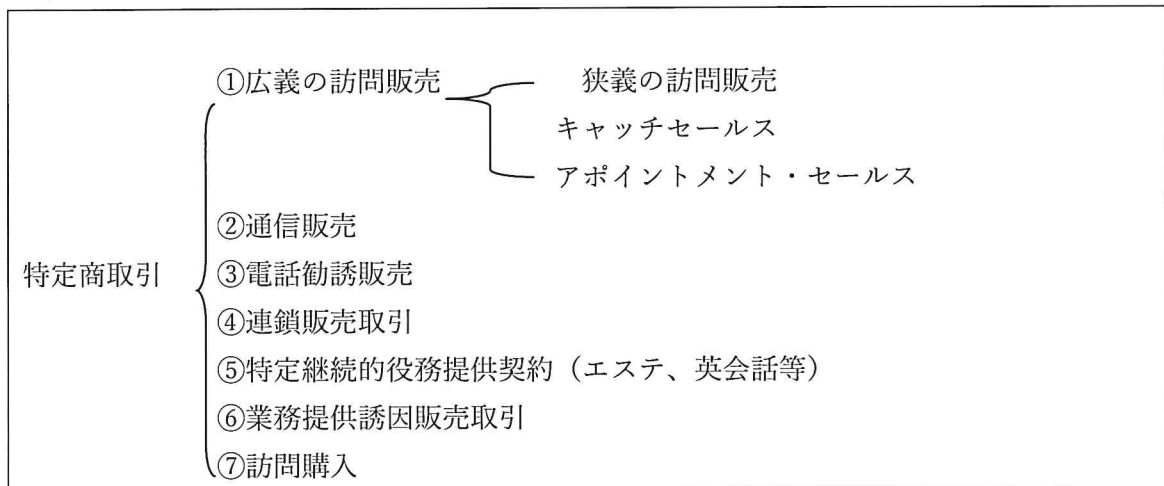 ①広義の訪問販売
狭義の訪問販売
キャッチセールス
アポイントメント・セールス
②通信販売
特定商取引
③電話勧誘販売
④連鎖販売取引
⑤特定継続的役務提供契約（エステ、英会話等）
⑥業務提供誘因販売取引
⑦訪問購入